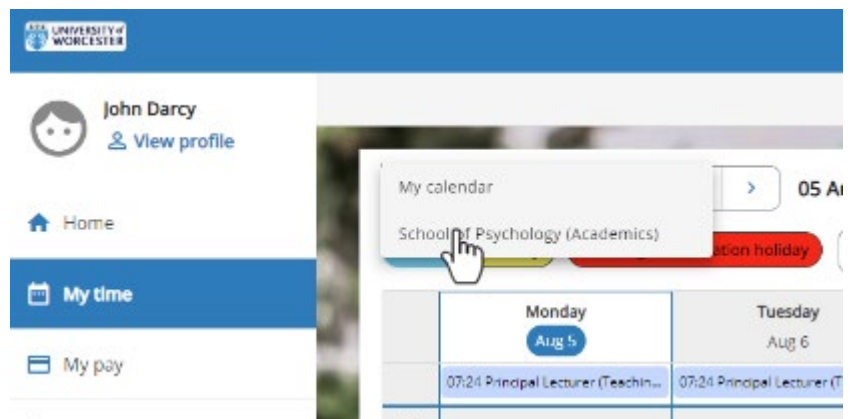 UNIVERSITY of
WORCESTER
John Darcy
View profile
Home
My time
My pay
My calendar
School of Psychology (Academics)
05 A
ation holiday
Monday
Aug 5
Tuesday
Aug 6
07:24 Principal Lecturer (Teachin...
07:24 Principal Lecturer (T